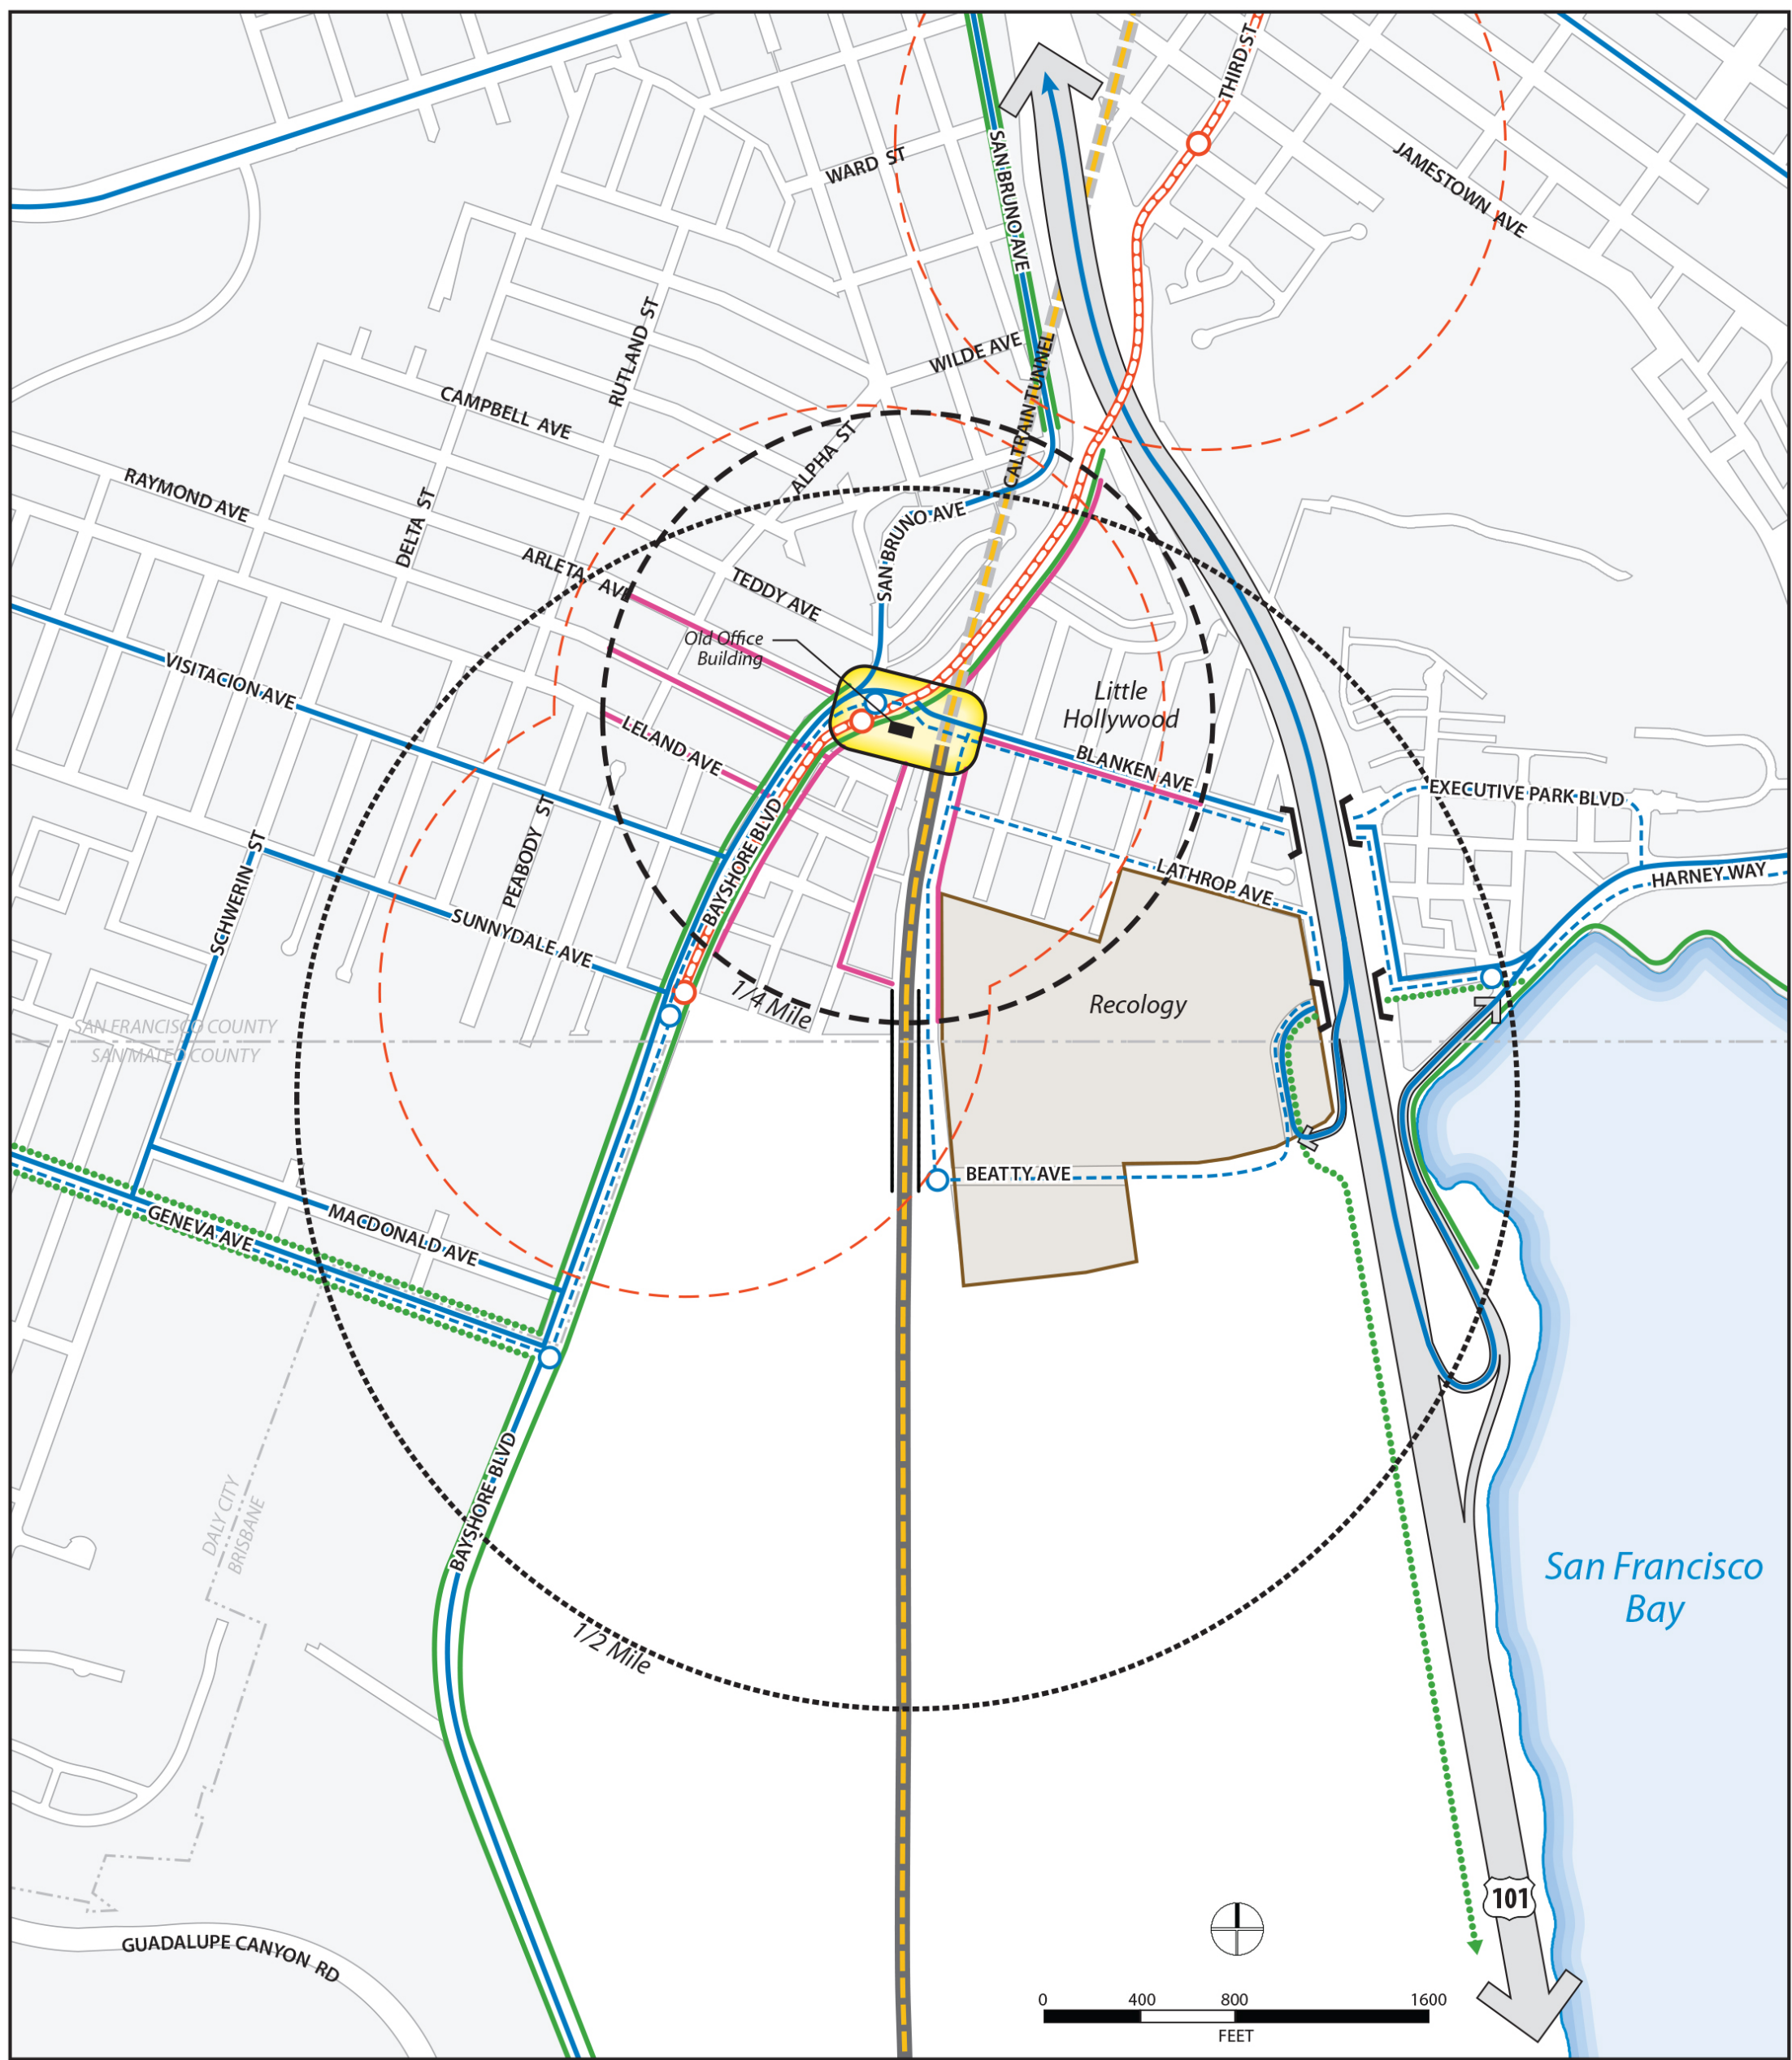 THIRD ST
WARD ST
SAN BRUNO AVE
JAMESTOWN AVE
RUTLAND ST
WILDE AVE
CALTRAIN TUNNEL
CAMPBELL AVE
ALPHA ST
RAYMOND AVE
DELTA ST
SAN BRUNO AVE
ARLETA AVE
TEDDY AVE
Old Office
Building
VISITACION AVE
Little
Hollywood
LELAND AVE
BLANKEN AVE
EXECUTIVE PARK BLVD
PEABODY ST
BAYSHORE BLVD
LATHROP AVE
HARNEY WAY
SCHWERIN ST
SUNNYDALE AVE
1/4 Mile
Recology
SAN FRANCISCO COUNTY
SAN MATEO COUNTY
BEATTY AVE
GENEVA AVE
MACDONALD AVE
BAYSHORE BLVD
DALY CITY
BRISBANE
San Francisco
Bay
1/2 Mile
101
GUADALUPE CANYON RD
0 400 800 1600
FEET